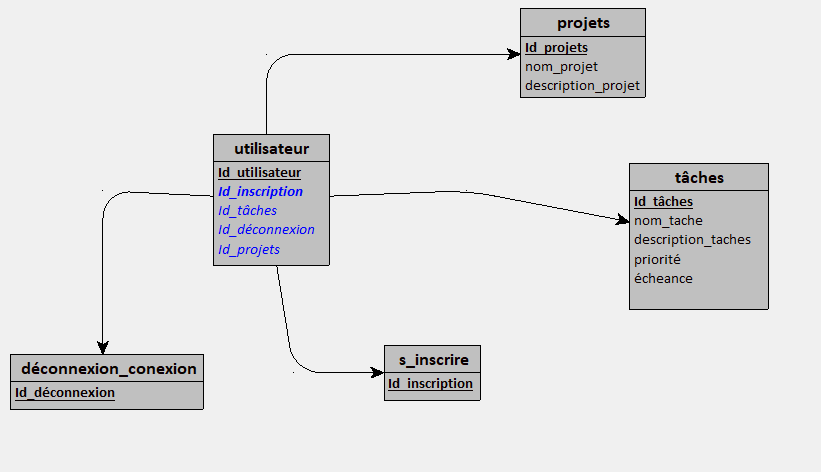 projets
Id_projets
nom_projet
description_projet
utilisateur
Id_utilisateur
Id_inscription
Id_tâches
Id_déconnexion
Id_projets
tâches
Id_tâches
nom_tache
description_taches
priorité
écheance
déconnexion_conexion
Id_déconnexion
s_inscrire
Id_inscription